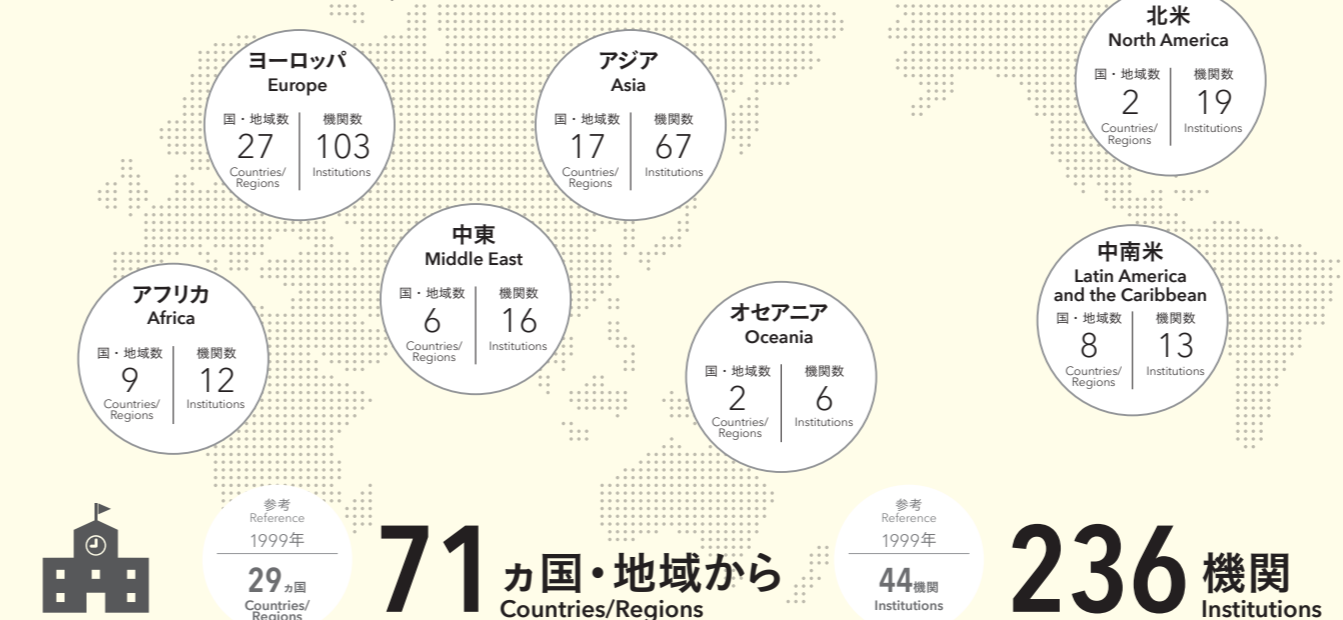 ヨーロッパ
Europe
国・地域数
27
Countries/
Regions
機関数
103
Institutions
アジア
Asia
国・地域数
17
Countries/
Regions
機関数
67
Institutions
北米
North America
国・地域数
2
Countries/
Regions
機関数
19
Institutions
アフリカ
Africa
国・地域数
9
Countries/
Regions
機関数
12
Institutions
中東
Middle East
国・地域数
6
Countries/
Regions
機関数
16
Institutions
オセアニア
Oceania
国・地域数
2
Countries/
Regions
機関数
6
Institutions
中南米
Latin America
and the Caribbean
国・地域数
8
Countries/
Regions
機関数
13
Institutions
参考
Reference
1999年
29ヵ国
Countries/
Regions
71ヵ国・地域から
Countries/Regions
参考
Reference
1999年
44機関
Institutions
236機関
Institutions